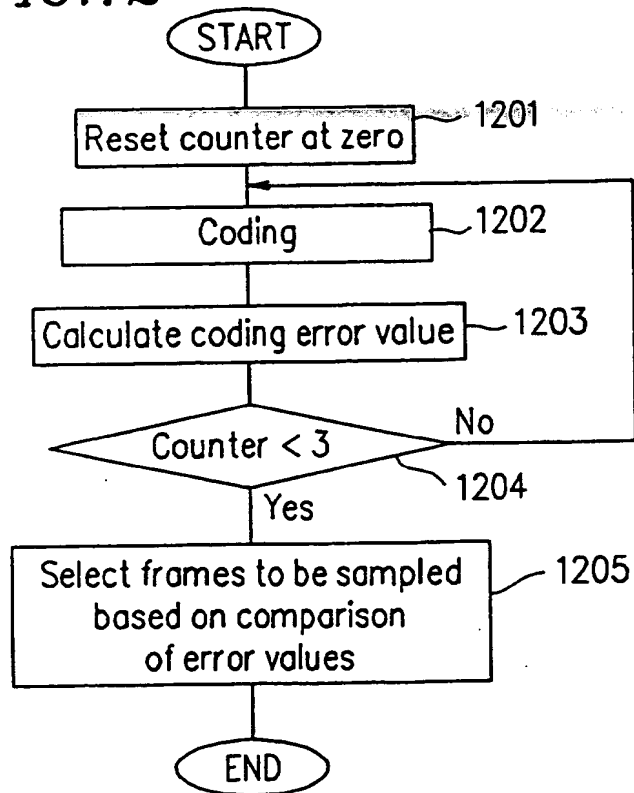 START
Reset counter at zero
1201
Coding
1202
Calculate coding error value
1203
Counter < 3
No
1204
Yes
Select frames to be sampled
based on comparison
of error values
1205
END